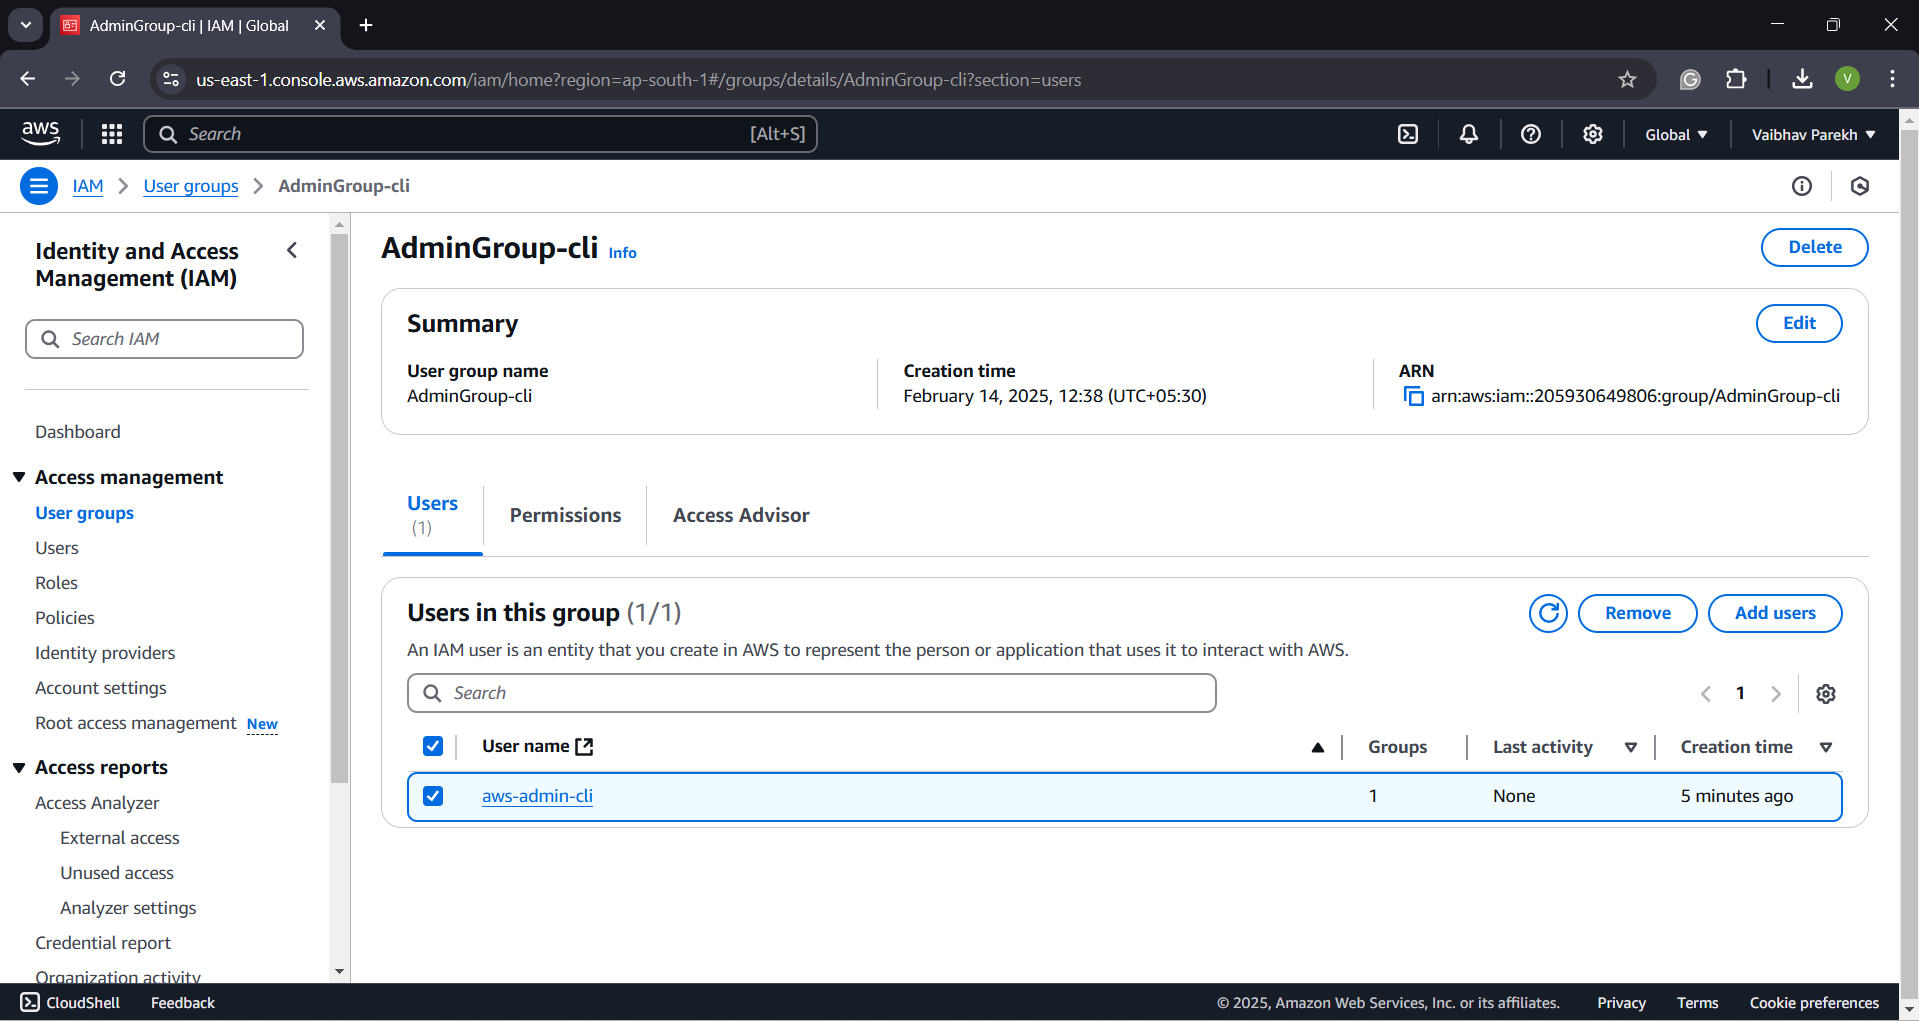 AdminGroup-cli | IAM | Global
us-east-1.console.aws.amazon.com/iam/home?region=ap-south-1#/groups/details/AdminGroup-cli?section=users
V
aws
Search
[Alt+S]
Global
Vaibhav Parekh
IAM
User groups
AdminGroup-cli
Identity and Access
Management (IAM)
Search IAM
Dashboard
Access management
User groups
Users
Roles
Policies
Identity providers
Account settings
Root access management New
Access reports
Access Analyzer
External access
Unused access
Analyzer settings
Credential report
Organization activity
AdminGroup-cli Info
Delete
Summary
Edit
User group name
AdminGroup-cli
Creation time
February 14, 2025, 12:38 (UTC+05:30)
ARN
arn:aws:iam::205930649806:group/AdminGroup-cli
Users
(1)
Permissions
Access Advisor
Users in this group (1/1)
Remove
Add users
An IAM user is an entity that you create in AWS to represent the person or application that uses it to interact with AWS.
Search
1
User name
Groups
Last activity
Creation time
aws-admin-cli
1
None
5 minutes ago
CloudShell
Feedback
© 2025, Amazon Web Services, Inc. or its affiliates.
Privacy
Terms
Cookie preferences